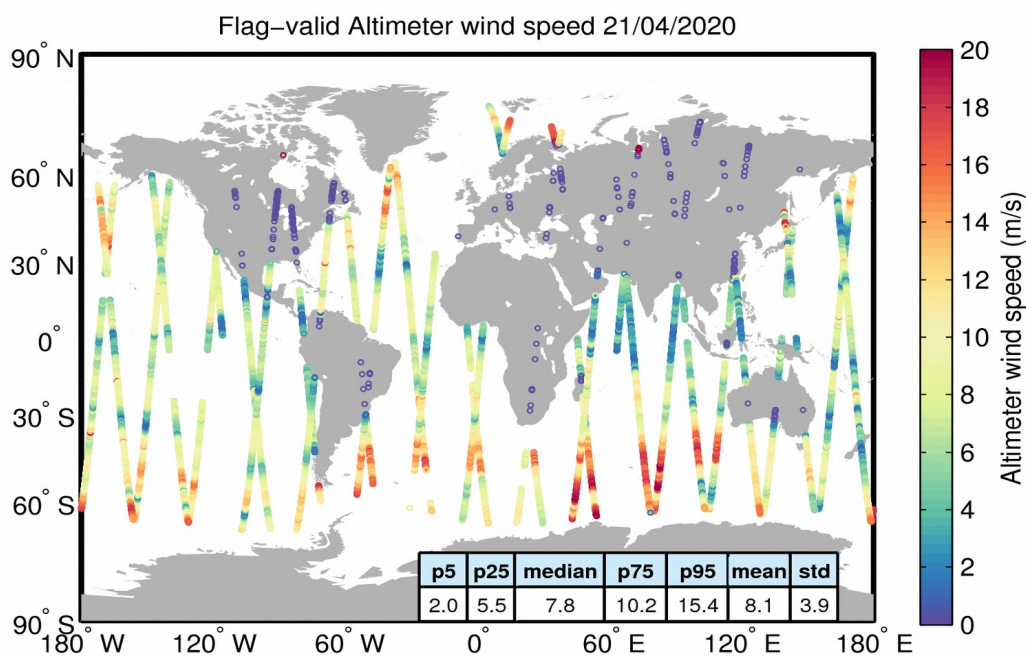 Flag−valid Altimeter wind speed 21/04/2020
90° N
60° N
30° N
0°
30° S
60° S
90° S
180° W
120° W
60° W
0°
60° E
120° E
180° E
p5 p25 median p75 p95 mean std
2.0 5.5 7.8 10.2 15.4 8.1 3.9
20
18
16
14
12
10
8
6
4
2
0
Altimeter wind speed (m/s)